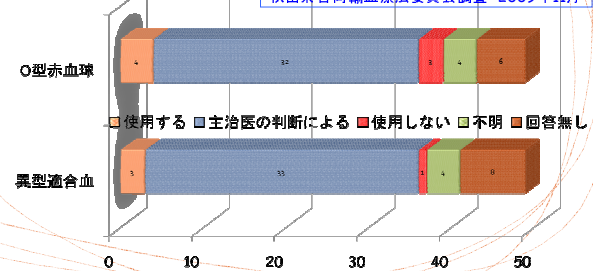 O型赤血球
4 32 3 4 6
使用する 主治医の判断による 使用しない 不明 回答無し
異型適合血
3 33 1 4 8
0 10 20 30 40 50